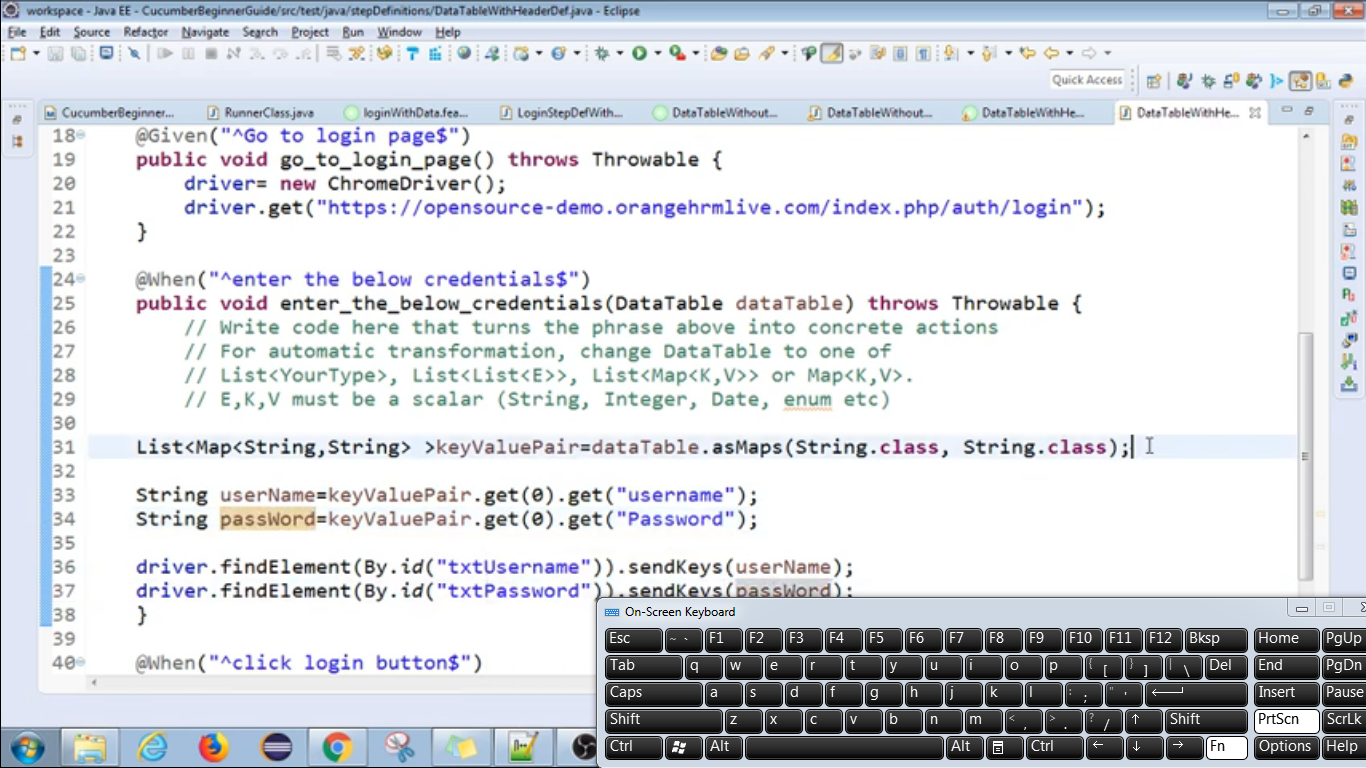 workspace - Java EE - CucumberBeginnerGuide/src/test/java/stepDefinitions/DataTableWithHeaderDef.java - Eclipse
File Edit Source Refactor Navigate Search Project Run Window Help
Quick Access
CucumberBeginner... RunnerClass.java loginWithData.fea... LoginStepDefWith... DataTableWithout... DataTableWithout... DataTableWithHe... DataTableWithHe...
18 @Given("^Go to login page$")
19 public void go_to_login_page() throws Throwable {
20 driver= new ChromeDriver();
21 driver.get("https://opensource-demo.orangehrmlive.com/index.php/auth/login");
22 }
23
24 @When("^enter the below credentials$")
25 public void enter_the_below_credentials(DataTable dataTable) throws Throwable {
26 // Write code here that turns the phrase above into concrete actions
27 // For automatic transformation, change DataTable to one of
28 // List<YourType>, List<List<E>>, List<Map<K,V>> or Map<K,V>.
29 // E,K,V must be a scalar (String, Integer, Date, enum etc)
30
31 List<Map<String,String> >keyValuePair=dataTable.asMaps(String.class, String.class);
32
33 String userName=keyValuePair.get(0).get("username");
34 String passWord=keyValuePair.get(0).get("Password");
35
36 driver.findElement(By.id("txtUsername")).sendKeys(userName);
37 driver.findElement(By.id("txtPassword")).sendKeys(passWord);
38 }
39
40 @When("^click login button$")
On-Screen Keyboard
Esc ~ ` F1 F2 F3 F4 F5 F6 F7 F8 F9 F10 F11 F12 Bksp Home PgUp
Tab q w e r t y u i o p { [ } ] | \ Del End PgDn
Caps a s d f g h j k l : ; " ' Insert Pause
Shift z x c v b n m < , > . ? / ↑ Shift PrtScn ScrLk
Ctrl Alt Alt Ctrl ← ↓ → Fn Options Help